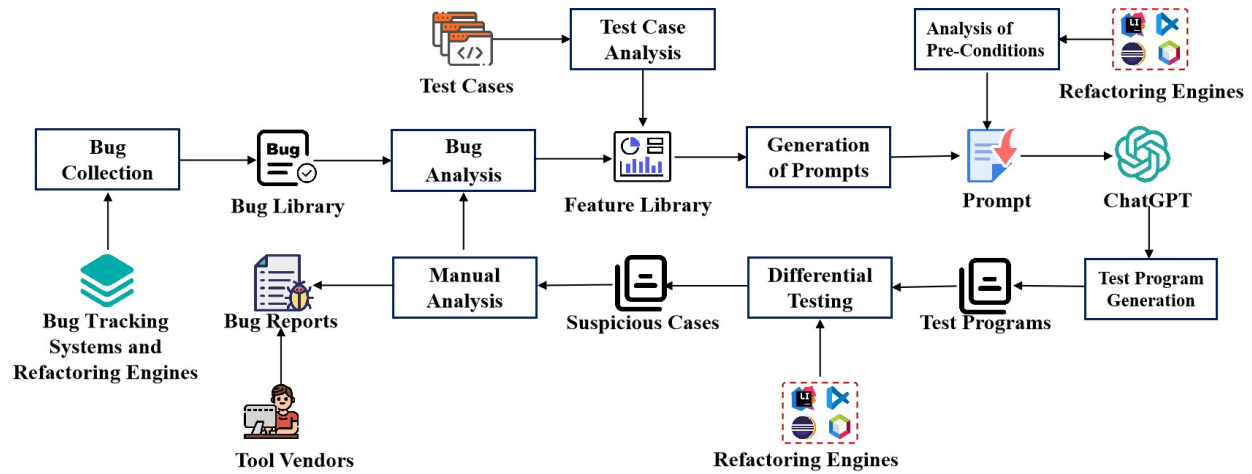 Test Cases
Test Case
Analysis
Analysis of
Pre-Conditions
UI
Refactoring Engines
Bug
Collection
Bug
Bug Library
Bug
Analysis
</>
Feature Library
Generation
of Prompts
Prompt
ChatGPT
Bug Tracking
Systems and
Refactoring Engines
Bug Reports
Manual
Analysis
Suspicious Cases
Differential
Testing
Test Programs
Test Program
Generation
Tool Vendors
UI
Refactoring Engines